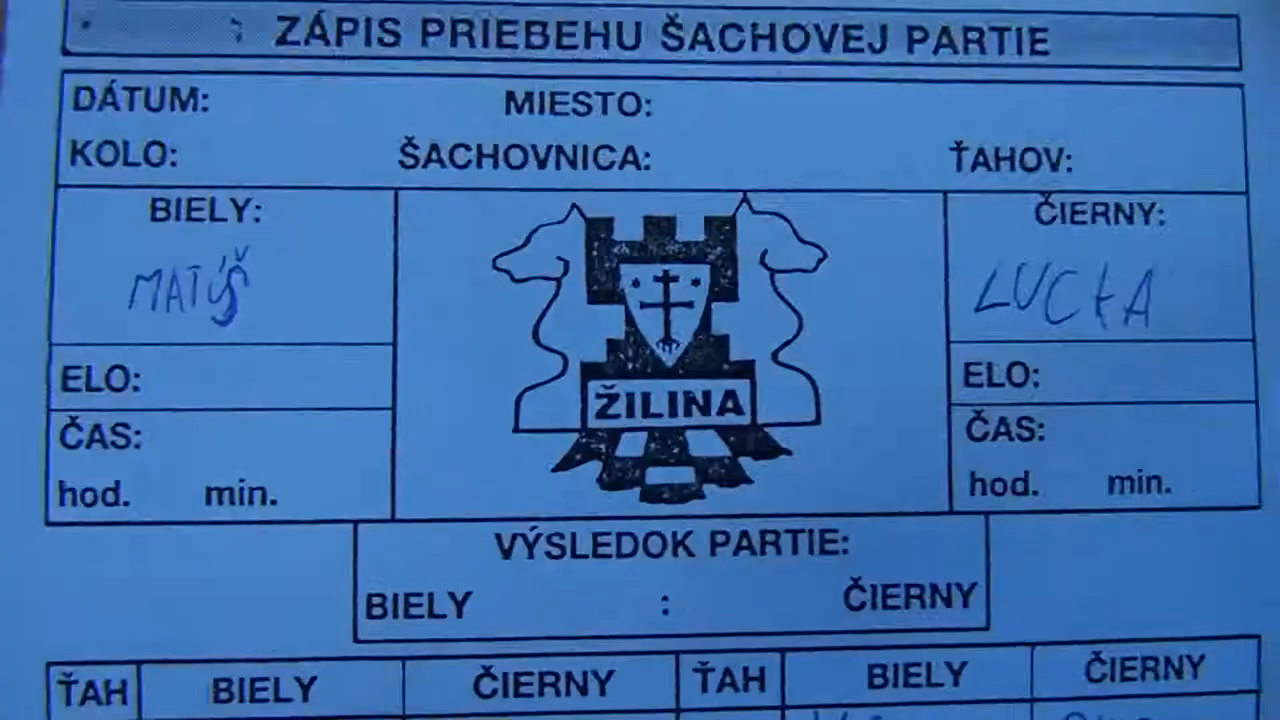 ZÁPIS PRIEBEHU ŠACHOVEJ PARTIE
DÁTUM: MIESTO:
KOLO: ŠACHOVNICA: ŤAHOV:
BIELY: ČIERNY:
MATÚŠ LUCIA
ELO: ŽILINA ELO:
ČAS: ČAS:
hod. min. hod. min.
VÝSLEDOK PARTIE:
BIELY : ČIERNY
ŤAH BIELY ČIERNY ŤAH BIELY ČIERNY